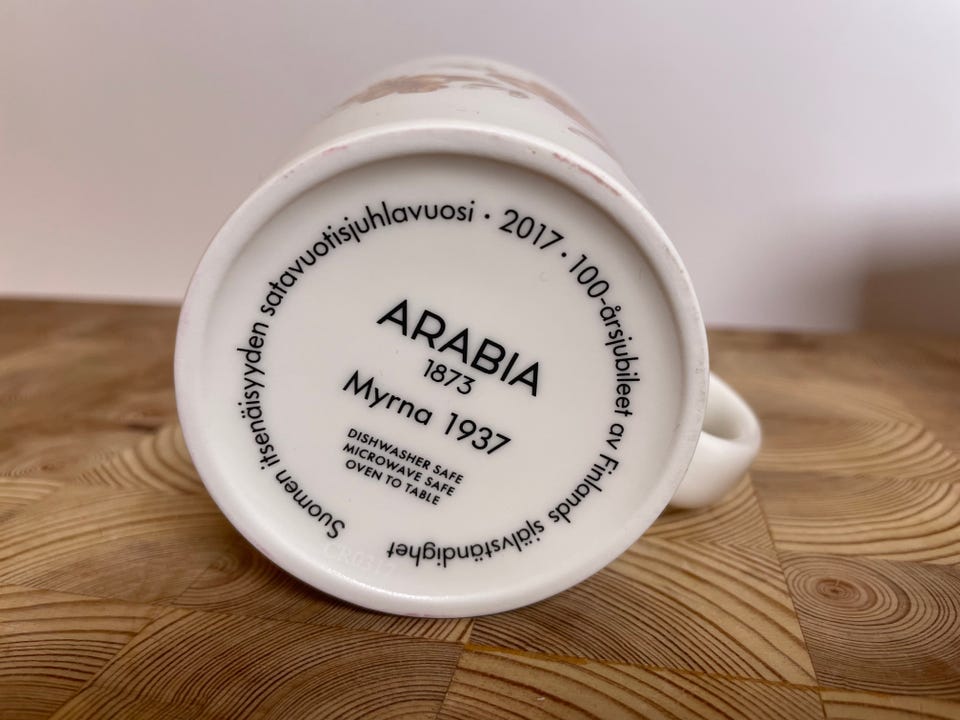 Suomen itsenäisyyden satavuotisjuhlavuosi · 2017 · 100-årsjubileet av Finlands självständighet
ARABIA
1873
Myrna 1937
DISHWASHER SAFE
MICROWAVE SAFE
OVEN TO TABLE